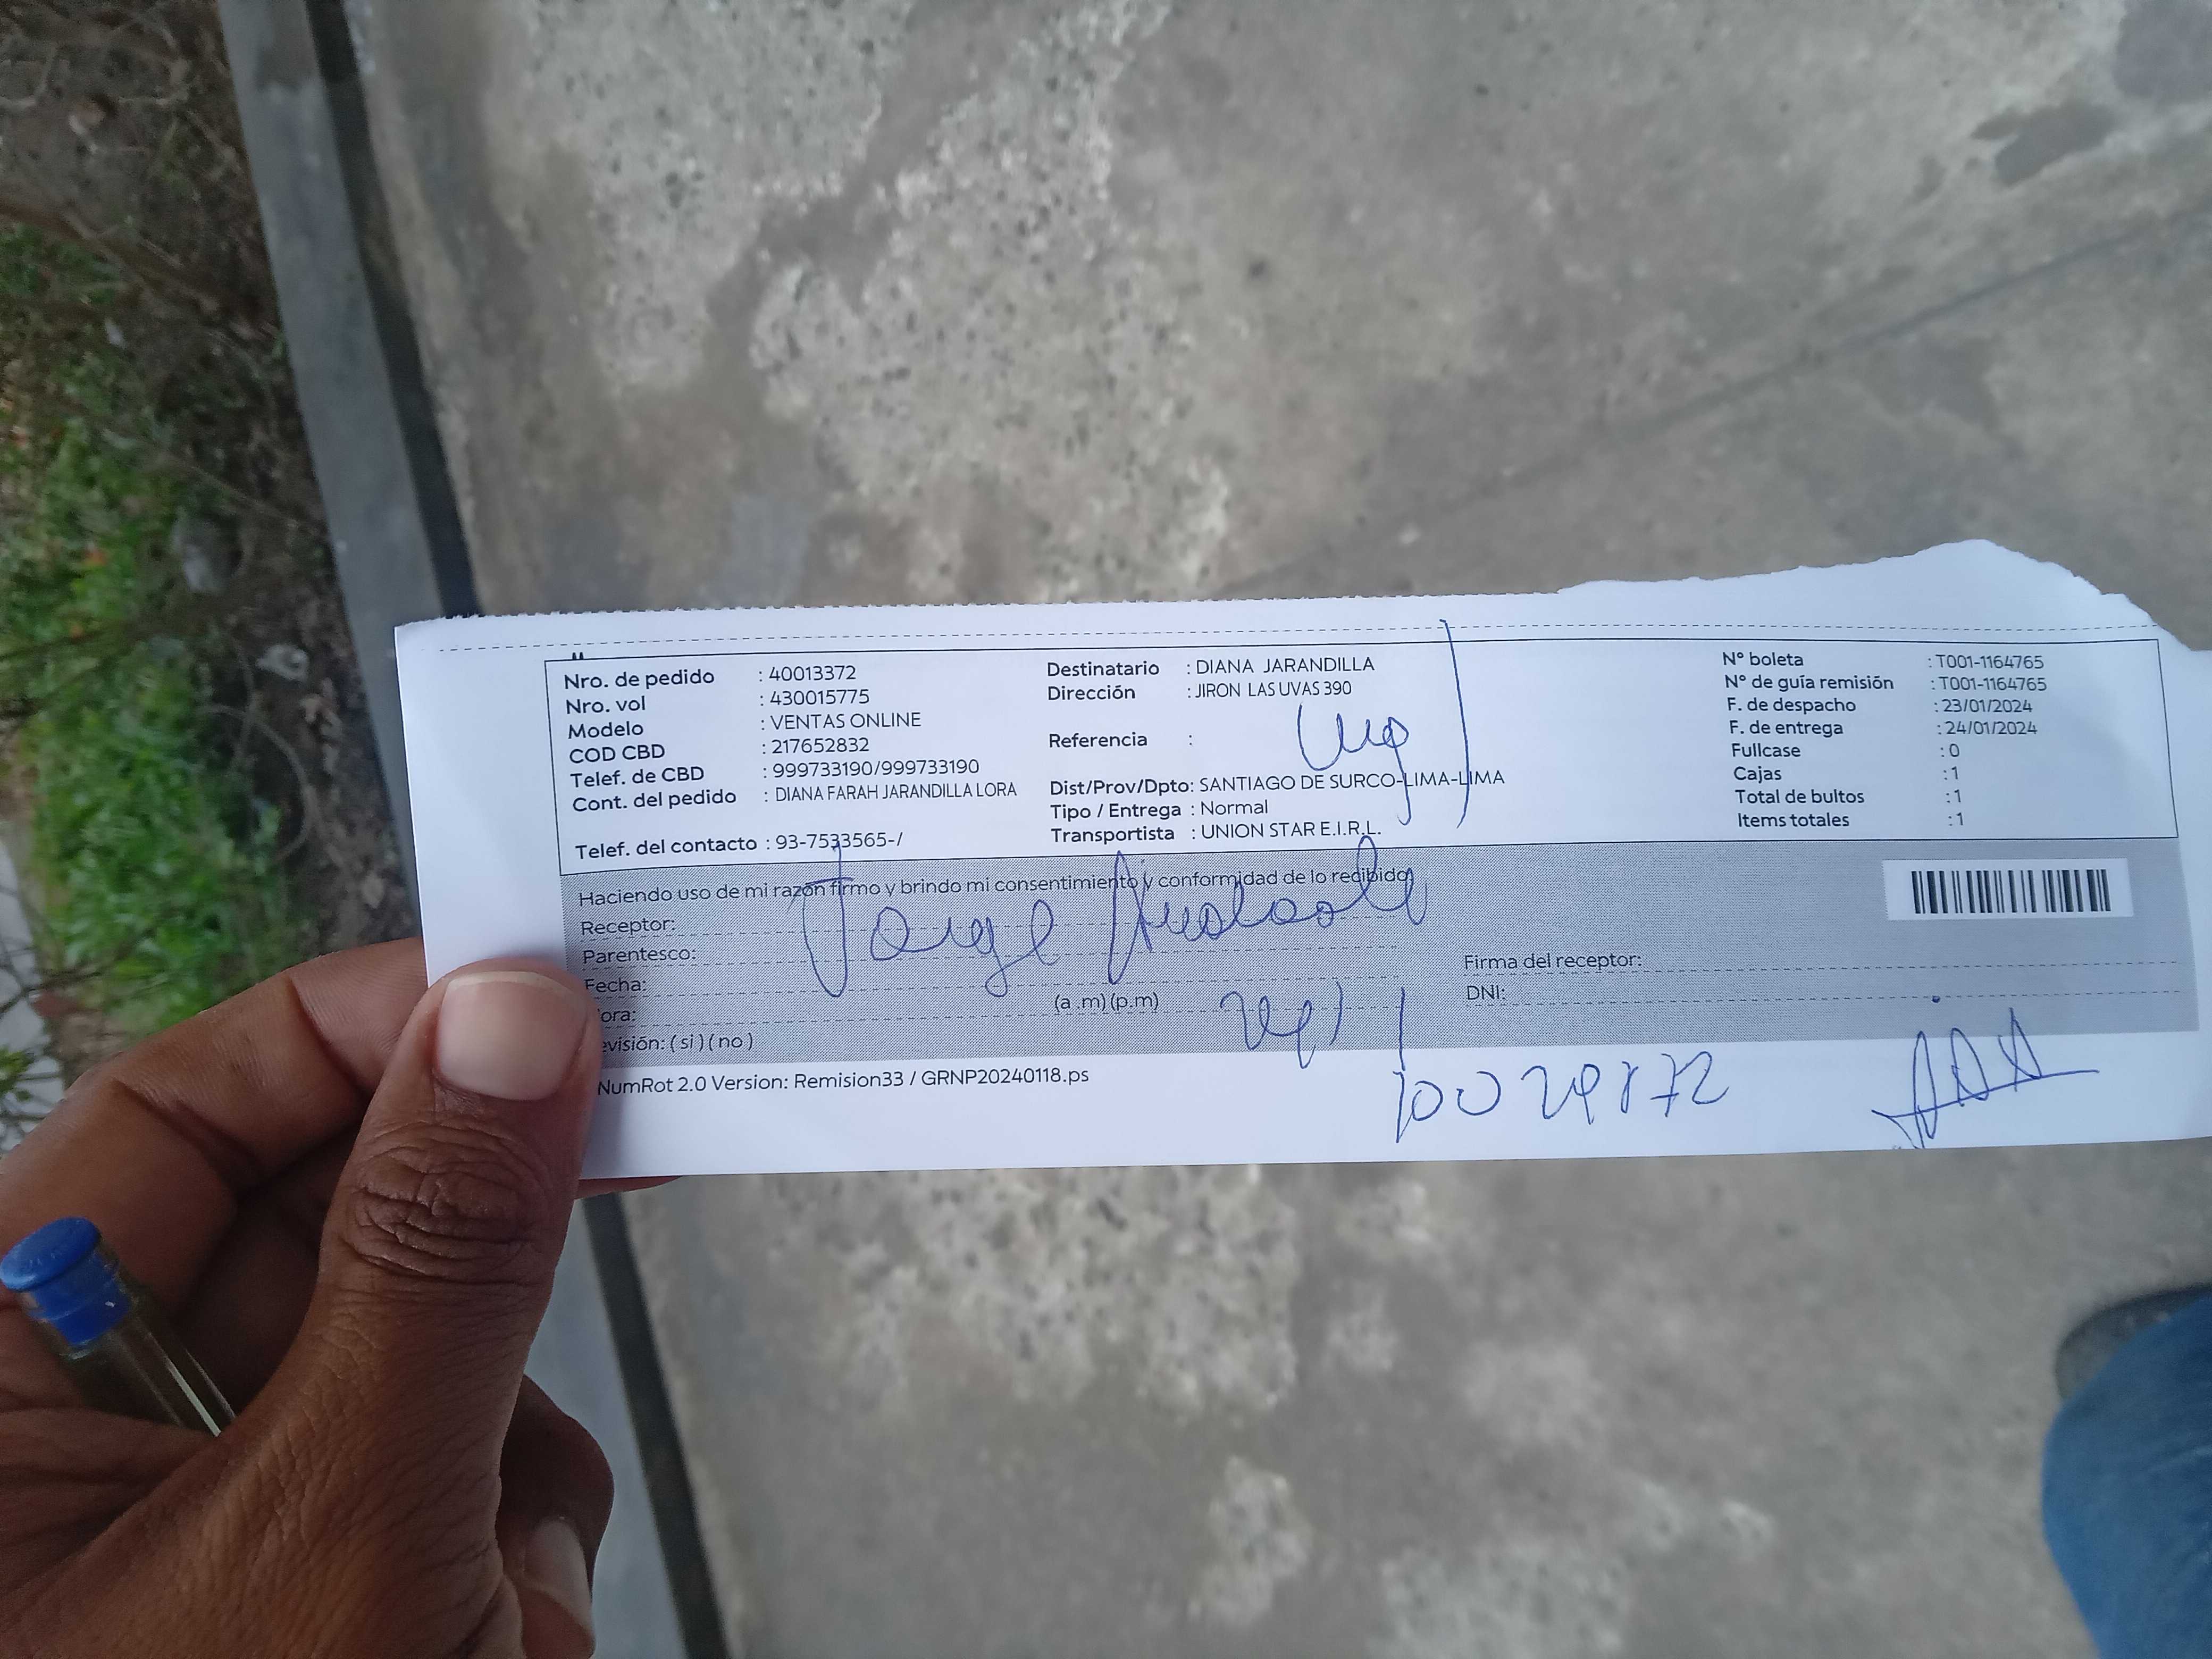 Nro. de pedido : 40013372
Nro. vol : 430015775
Modelo : VENTAS ONLINE
COD CBD : 217652832
Telef. de CBD : 999733190/999733190
Cont. del pedido : DIANA FARAH JARANDILLA LORA
Telef. del contacto : 93-7533565-/
Destinatario : DIANA JARANDILLA
Dirección : JIRON LAS UVAS 390
Referencia :
Dist/Prov/Dpto: SANTIAGO DE SURCO-LIMA-LIMA
Tipo / Entrega : Normal
Transportista : UNION STAR E.I.R.L.
N° boleta : T001-1164765
N° de guía remisión : T001-1164765
F. de despacho : 23/01/2024
F. de entrega : 24/01/2024
Fullcase : 0
Cajas : 1
Total de bultos : 1
Items totales : 1
Haciendo uso de mi razón firmo y brindo mi consentimiento y conformidad de lo recibido
Receptor:
Jorge
Parentesco:
Fecha:
ora: (a .m) (p.m)
evisión: ( si ) ( no )
Firma del receptor:
DNI:
NumRot 2.0 Version: Remision33 / GRNP20240118.ps